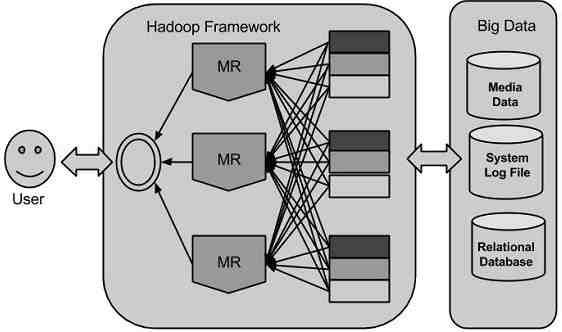 Hadoop Framework
Big Data
MR
MR
MR
User
Media
Data
System
Log File
Relational
Database